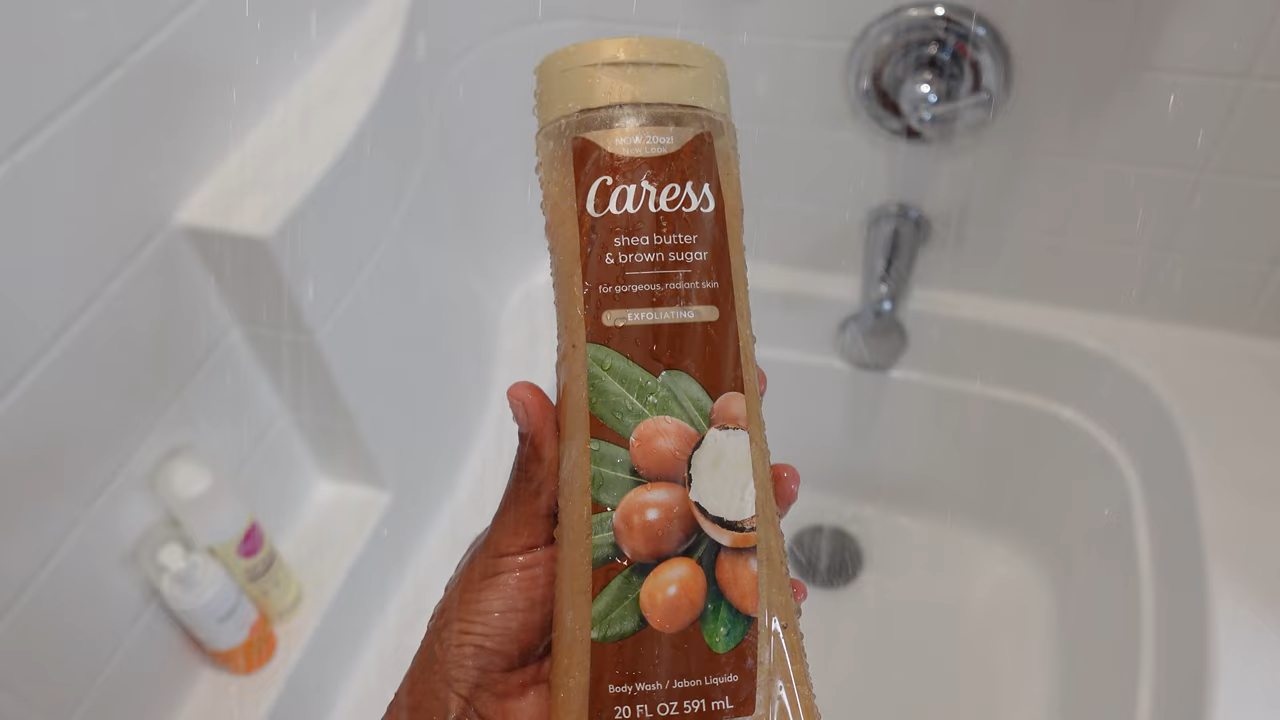 NOW 20oz!
New Look
Caress
shea butter
& brown sugar
for gorgeous, radiant skin
EXFOLIATING
Body Wash / Jabon Liquido
20 FL OZ 591 mL